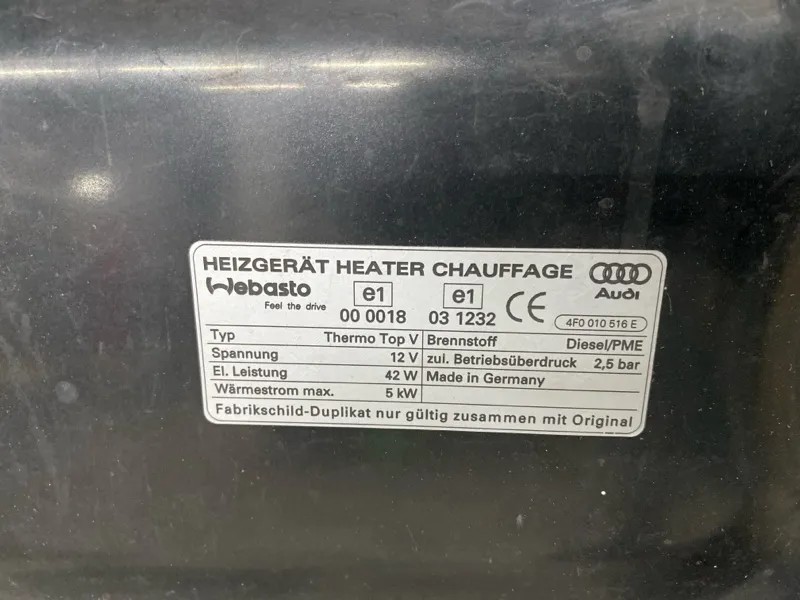 HEIZGERÄT HEATER CHAUFFAGE
Webasto
Feel the drive
e1
00 0018
e1
03 1232
CE
Audi
4F0 010 516 E
Typ Thermo Top V
Spannung 12 V
El. Leistung 42 W
Wärmestrom max. 5 kW
Brennstoff Diesel/PME
zul. Betriebsüberdruck 2,5 bar
Made in Germany
Fabrikschild-Duplikat nur gültig zusammen mit Original